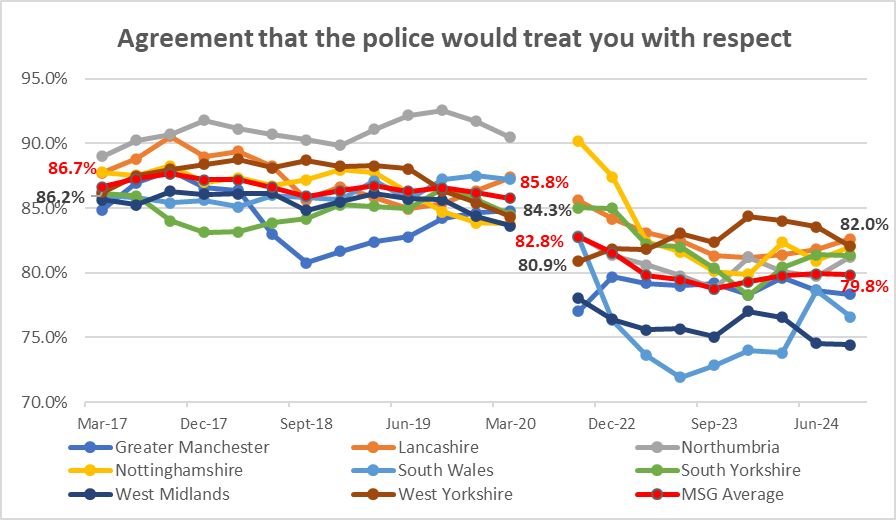 Agreement that the police would treat you with respect
95.0%
90.0%
85.0%
80.0%
75.0%
70.0%
86.7%
86.2%
85.8%
84.3%
82.8%
80.9%
82.0%
79.8%
Mar-17 Dec-17 Sept-18 Jun-19 Mar-20 Dec-22 Sep-23 Jun-24
Greater Manchester Lancashire Northumbria
Nottinghamshire South Wales South Yorkshire
West Midlands West Yorkshire MSG Average